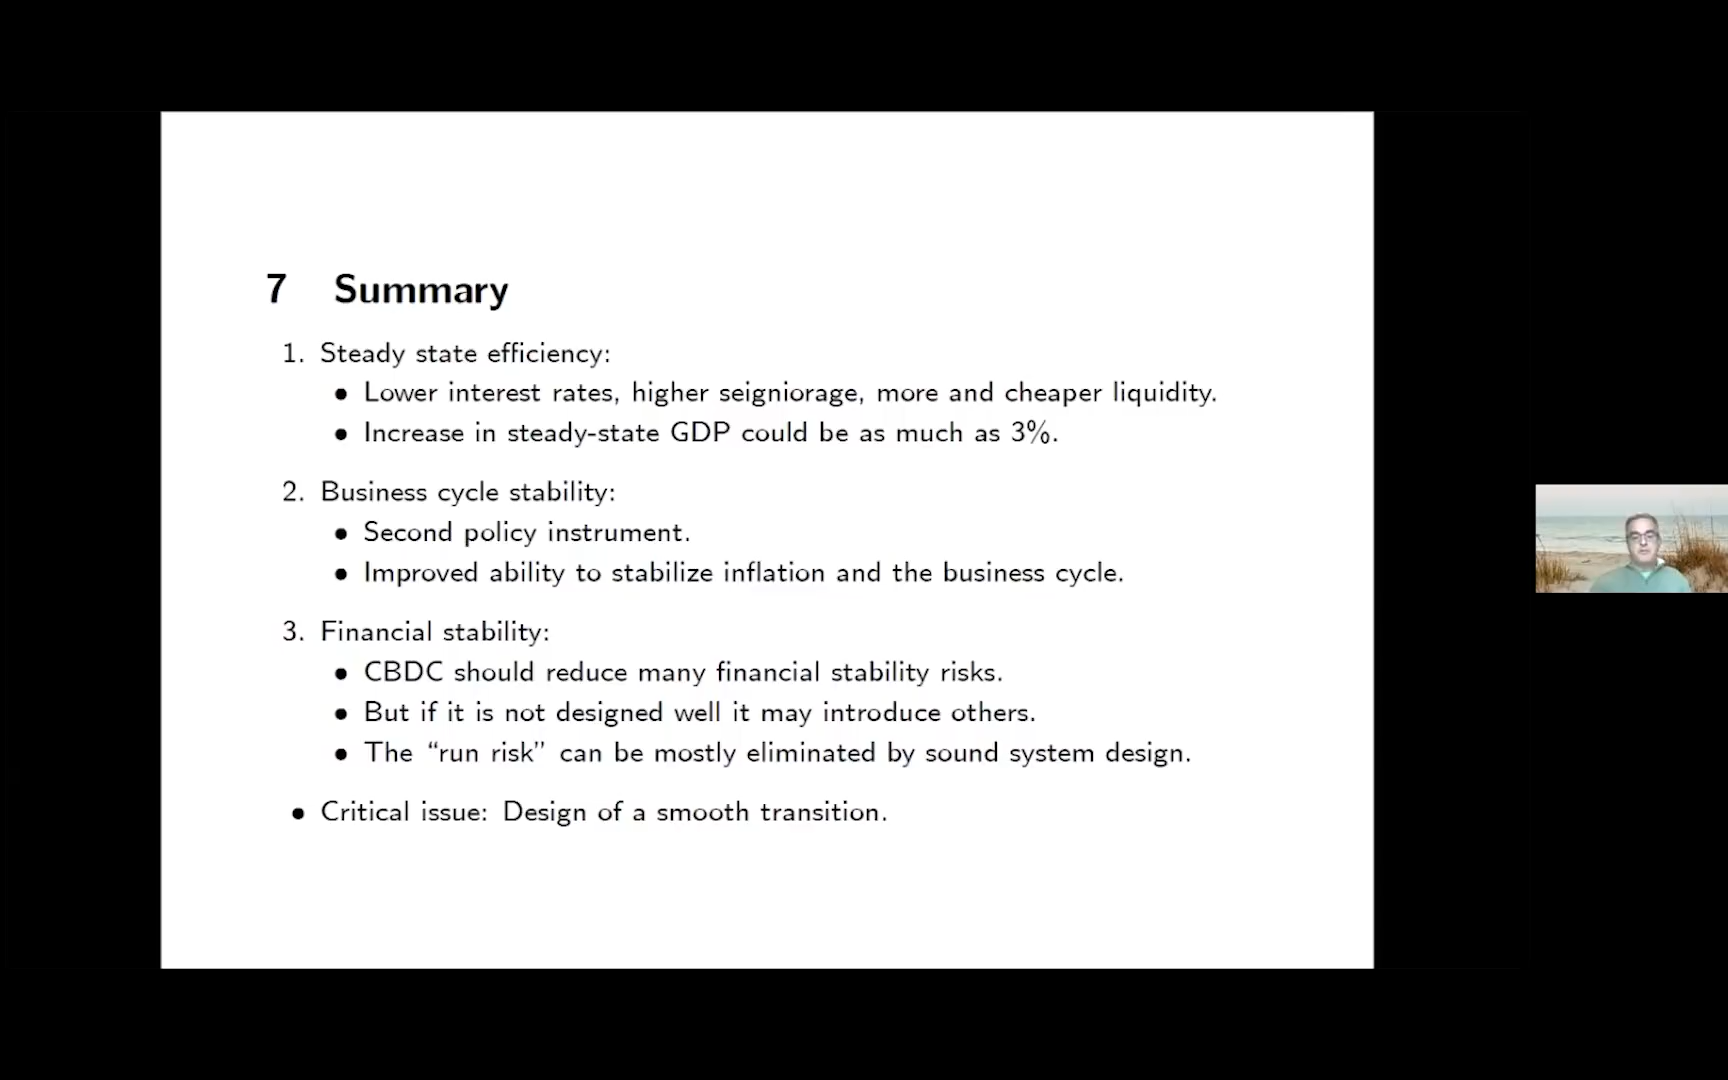 7 Summary
1. Steady state efficiency:
• Lower interest rates, higher seigniorage, more and cheaper liquidity.
• Increase in steady-state GDP could be as much as 3%.
2. Business cycle stability:
• Second policy instrument.
• Improved ability to stabilize inflation and the business cycle.
3. Financial stability:
• CBDC should reduce many financial stability risks.
• But if it is not designed well it may introduce others.
• The “run risk” can be mostly eliminated by sound system design.
• Critical issue: Design of a smooth transition.